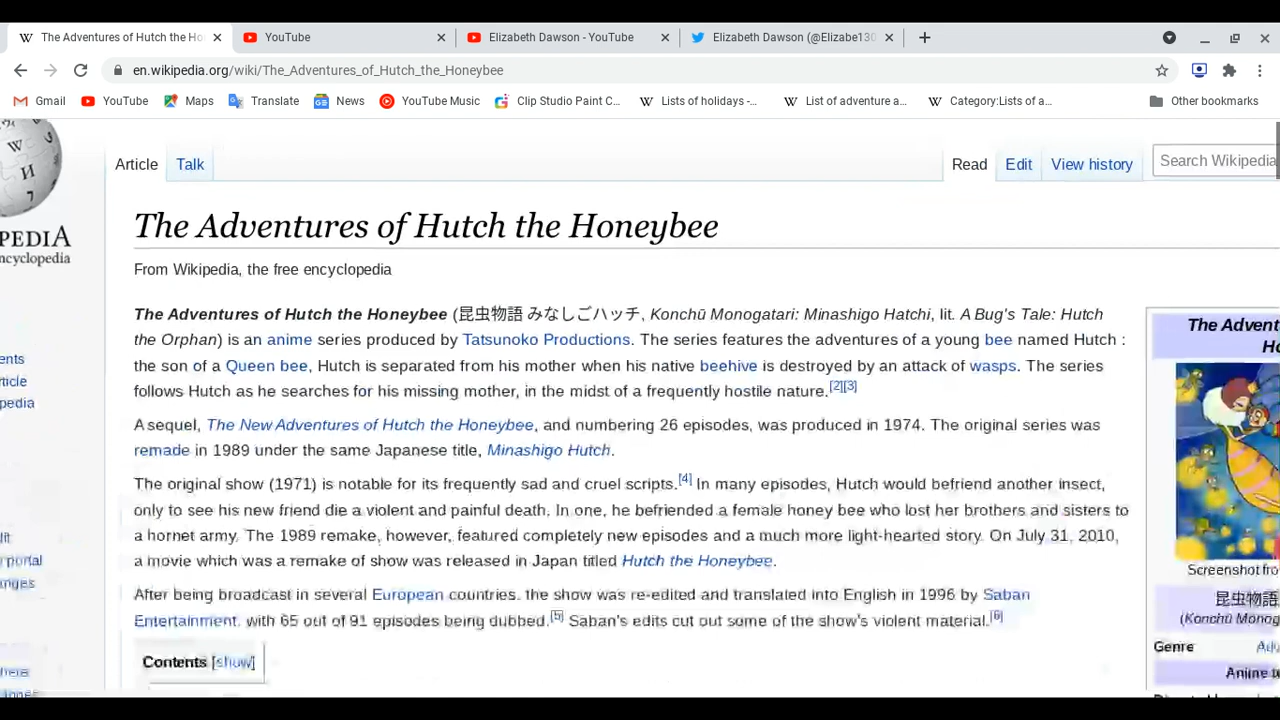 The Adventures of Hutch the Ho
YouTube
Elizabeth Dawson - YouTube
Elizabeth Dawson (@Elizabe130
en.wikipedia.org/wiki/The_Adventures_of_Hutch_the_Honeybee
Gmail
YouTube
Maps
Translate
News
YouTube Music
Clip Studio Paint C...
Lists of holidays -...
List of adventure a...
Category:Lists of a...
Other bookmarks
Article
Talk
Read
Edit
View history
Search Wikipedia
PEDIA
cyclopedia
The Adventures of Hutch the Honeybee
From Wikipedia, the free encyclopedia
The Adventures of Hutch the Honeybee (昆虫物語 みなしごハッチ, Konchū Monogatari: Minashigo Hatchi, lit. A Bug's Tale: Hutch
the Orphan) is an anime series produced by Tatsunoko Productions. The series features the adventures of a young bee named Hutch :
the son of a Queen bee, Hutch is separated from his mother when his native beehive is destroyed by an attack of wasps. The series
follows Hutch as he searches for his missing mother, in the midst of a frequently hostile nature.[2][3]
A sequel, The New Adventures of Hutch the Honeybee, and numbering 26 episodes, was produced in 1974. The original series was
remade in 1989 under the same Japanese title, Minashigo Hutch.
The original show (1971) is notable for its frequently sad and cruel scripts.[4] In many episodes, Hutch would befriend another insect,
only to see his new friend die a violent and painful death. In one, he befriended a female honey bee who lost her brothers and sisters to
a hornet army. The 1989 remake, however, featured completely new episodes and a much more light-hearted story. On July 31, 2010,
a movie which was a remake of show was released in Japan titled Hutch the Honeybee.
After being broadcast in several European countries, the show was re-edited and translated into English in 1996 by Saban
Entertainment, with 65 out of 91 episodes being dubbed.[5] Saban's edits cut out some of the show's violent material.[6]
Contents [show]
ents
rticle
pedia
dit
y portal
anges
The Advent
Ho
Screenshot fro
昆虫物語
(Konchū Monog
Genre
Adv
Anime te